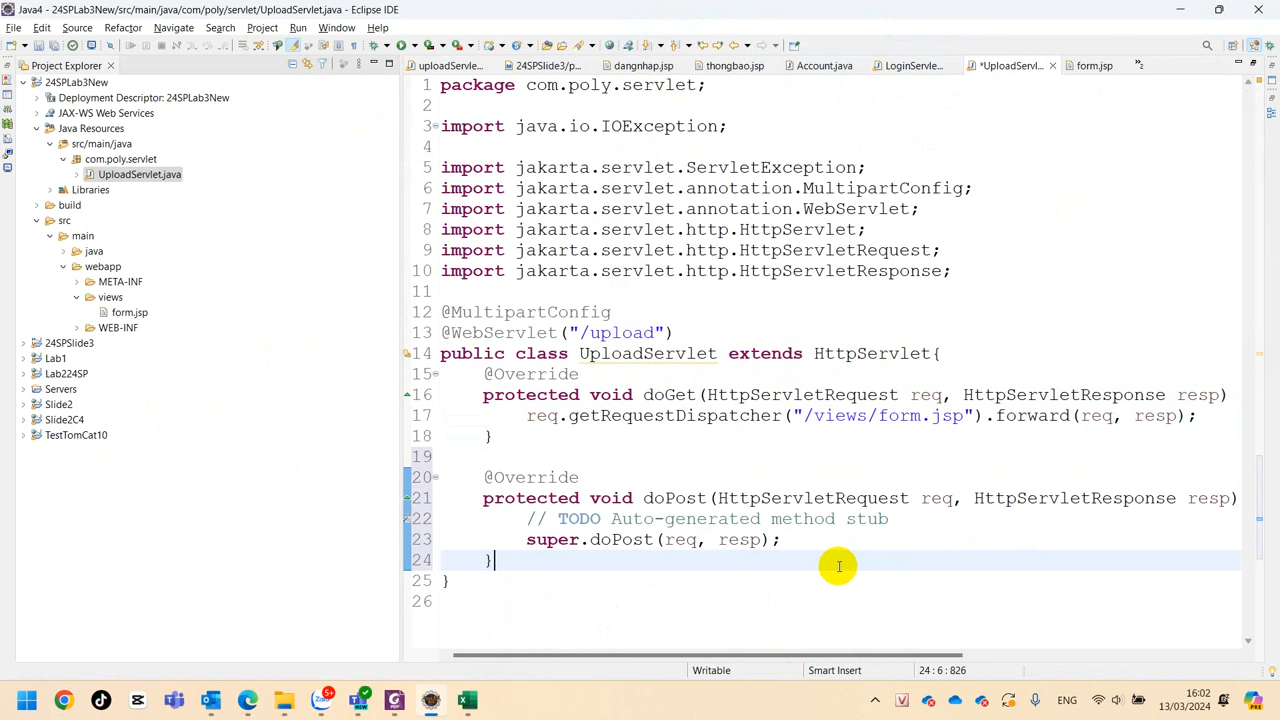 Java4 - 24SPLab3New/src/main/java/com/poly/servlet/UploadServlet.java - Eclipse IDE
File Edit Source Refactor Navigate Search Project Run Window Help
Project Explorer
uploadServle... 24SPSlide3/p... dangnhap.jsp thongbao.jsp Account.java LoginServle... *UploadServl... form.jsp
24SPLab3New
Deployment Descriptor: 24SPLab3New
JAX-WS Web Services
Java Resources
src/main/java
com.poly.servlet
UploadServlet.java
Libraries
build
src
main
java
webapp
META-INF
views
form.jsp
WEB-INF
24SPSlide3
Lab1
Lab224SP
Servers
Slide2
Slide2C4
TestTomCat10
1 package com.poly.servlet;
2
3 import java.io.IOException;
4
5 import jakarta.servlet.ServletException;
6 import jakarta.servlet.annotation.MultipartConfig;
7 import jakarta.servlet.annotation.WebServlet;
8 import jakarta.servlet.http.HttpServlet;
9 import jakarta.servlet.http.HttpServletRequest;
10 import jakarta.servlet.http.HttpServletResponse;
11
12 @MultipartConfig
13 @WebServlet("/upload")
14 public class UploadServlet extends HttpServlet{
15 @Override
16 protected void doGet(HttpServletRequest req, HttpServletResponse resp)
17 req.getRequestDispatcher("/views/form.jsp").forward(req, resp);
18 }
19
20 @Override
21 protected void doPost(HttpServletRequest req, HttpServletResponse resp)
22 // TODO Auto-generated method stub
23 super.doPost(req, resp);
24 }
25 }
26
Writable Smart Insert 24 : 6 : 826
5+
NEW
ENG
16:02
13/03/2024
PRE